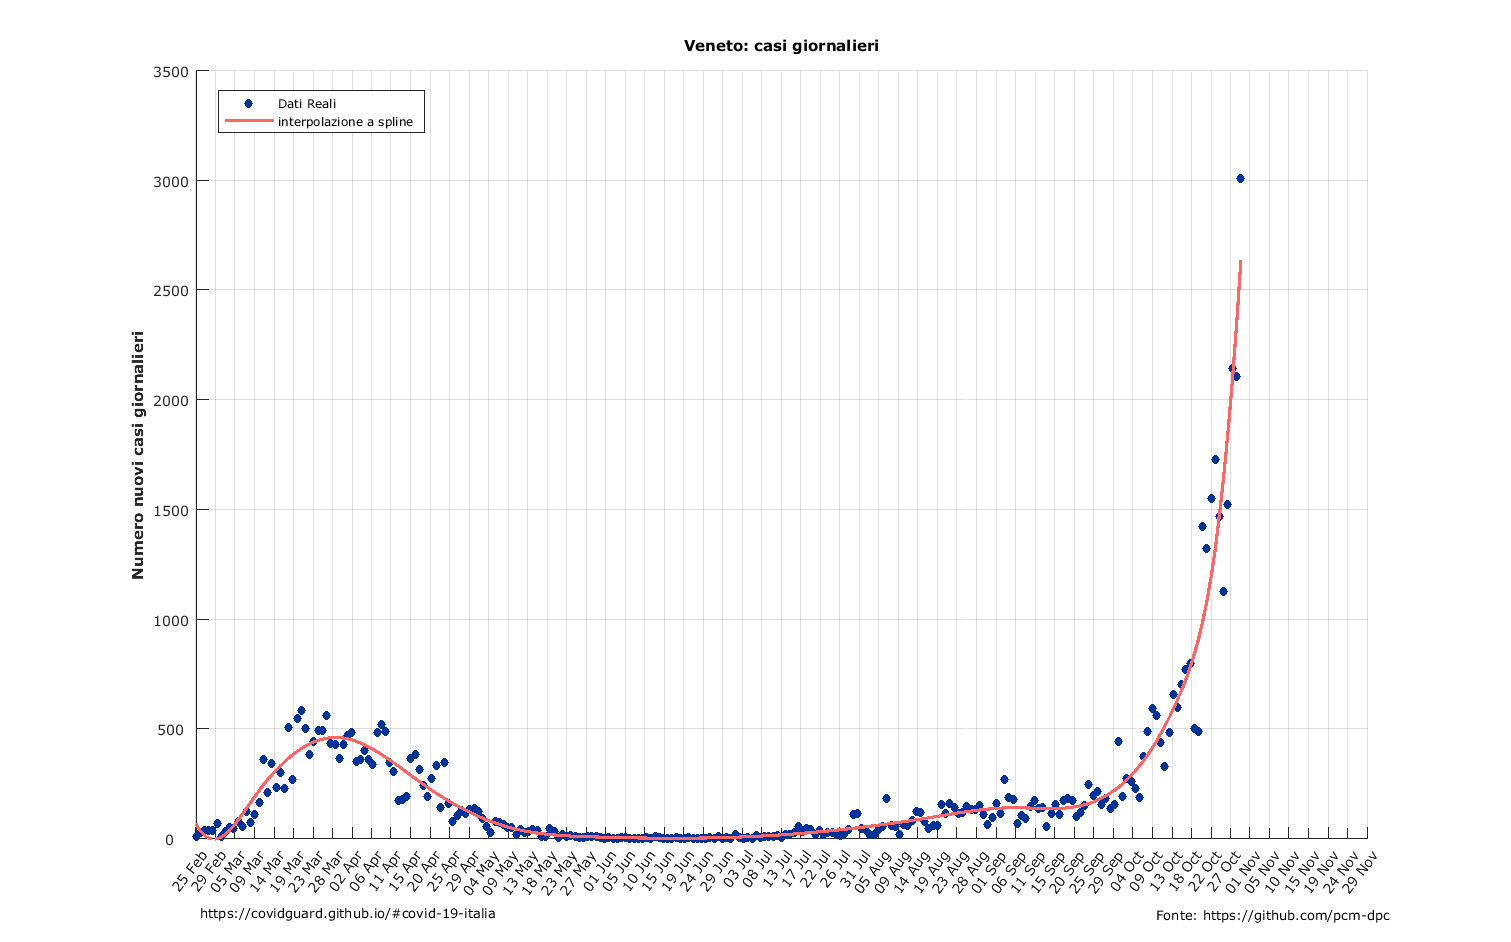 Veneto: casi giornalieri
Dati Reali
interpolazione a spline
Numero nuovi casi giornalieri
3500
3000
2500
2000
1500
1000
500
0
25 Feb
29 Feb
05 Mar
09 Mar
14 Mar
19 Mar
23 Mar
28 Mar
02 Apr
06 Apr
11 Apr
15 Apr
20 Apr
25 Apr
29 Apr
04 May
09 May
13 May
18 May
23 May
27 May
01 Jun
05 Jun
10 Jun
15 Jun
19 Jun
24 Jun
29 Jun
03 Jul
08 Jul
13 Jul
17 Jul
22 Jul
26 Jul
31 Jul
05 Aug
09 Aug
14 Aug
19 Aug
23 Aug
28 Aug
01 Sep
06 Sep
11 Sep
15 Sep
20 Sep
25 Sep
29 Sep
04 Oct
09 Oct
13 Oct
18 Oct
22 Oct
27 Oct
01 Nov
05 Nov
10 Nov
15 Nov
19 Nov
24 Nov
29 Nov
https://covidguard.github.io/#covid-19-italia
Fonte: https://github.com/pcm-dpc